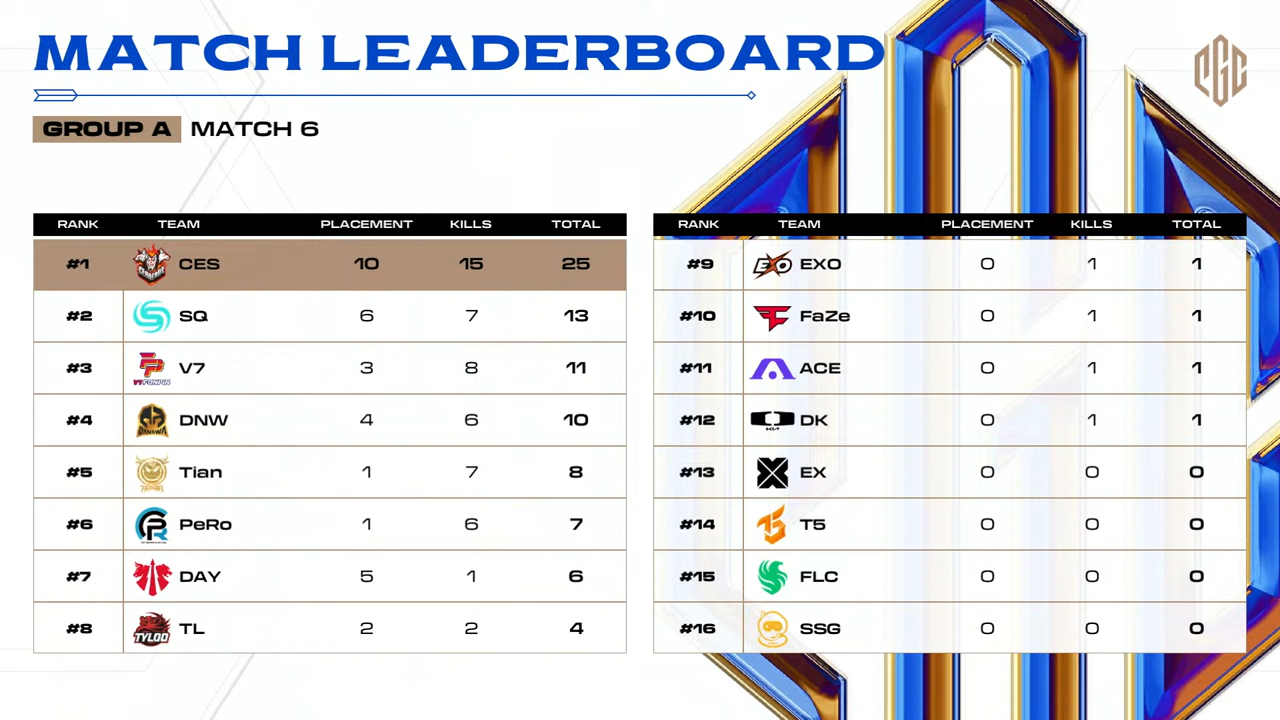 MATCH LEADERBOARD
PGC
GROUP A MATCH 6
RANK TEAM PLACEMENT KILLS TOTAL
#1 CES 10 15 25
#2 SQ 6 7 13
#3 V7 3 8 11
#4 DNW 4 6 10
#5 Tian 1 7 8
#6 PeRo 1 6 7
#7 DAY 5 1 6
#8 TYLOO TL 2 2 4
RANK TEAM PLACEMENT KILLS TOTAL
#9 EXO EXO 0 1 1
#10 FaZe 0 1 1
#11 ACE 0 1 1
#12 DK 0 1 1
#13 EX 0 0 0
#14 T5 0 0 0
#15 FLC 0 0 0
#16 SSG 0 0 0